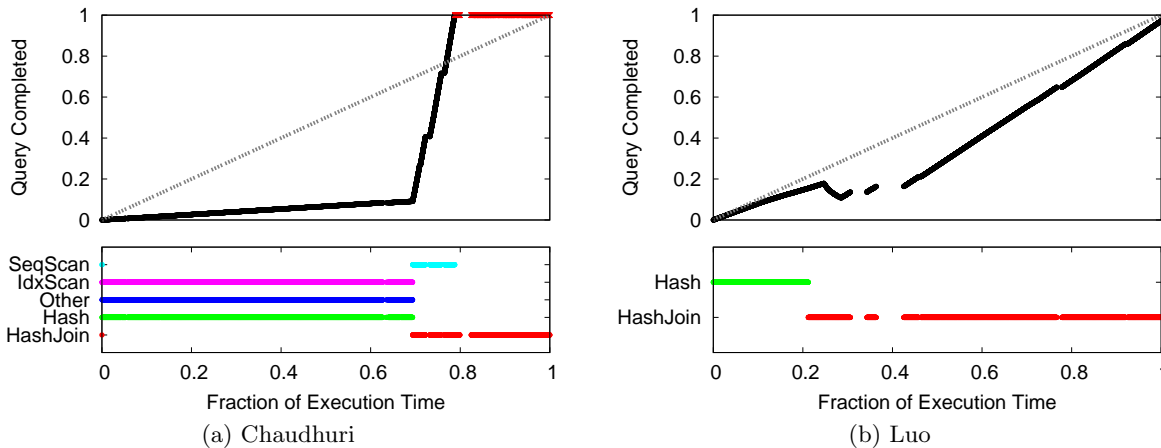 Query Completed
1
0.8
0.6
0.4
0.2
0
SeqScan
IdxScan
Other
Hash
HashJoin
0 0.2 0.4 0.6 0.8 1
Fraction of Execution Time
(a) Chaudhuri
Query Completed
1
0.8
0.6
0.4
0.2
0
Hash
HashJoin
0 0.2 0.4 0.6 0.8 1
Fraction of Execution Time
(b) Luo